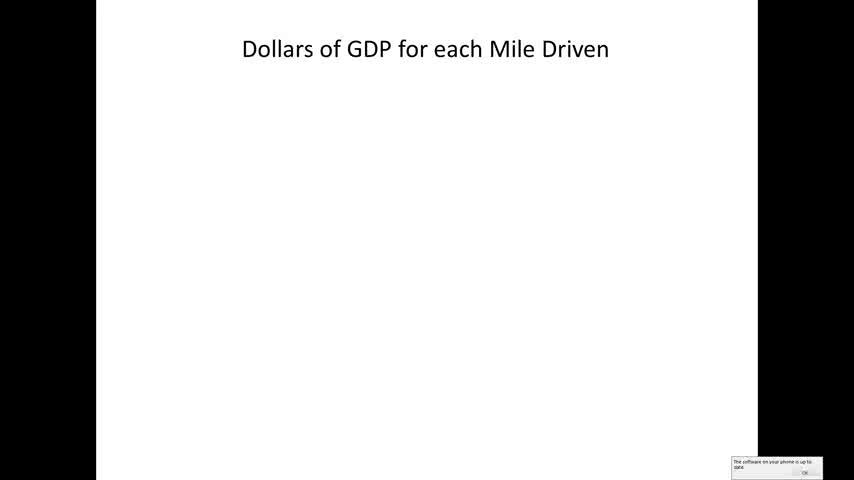 Dollars of GDP for each Mile Driven
The software on your phone is up to
date
OK